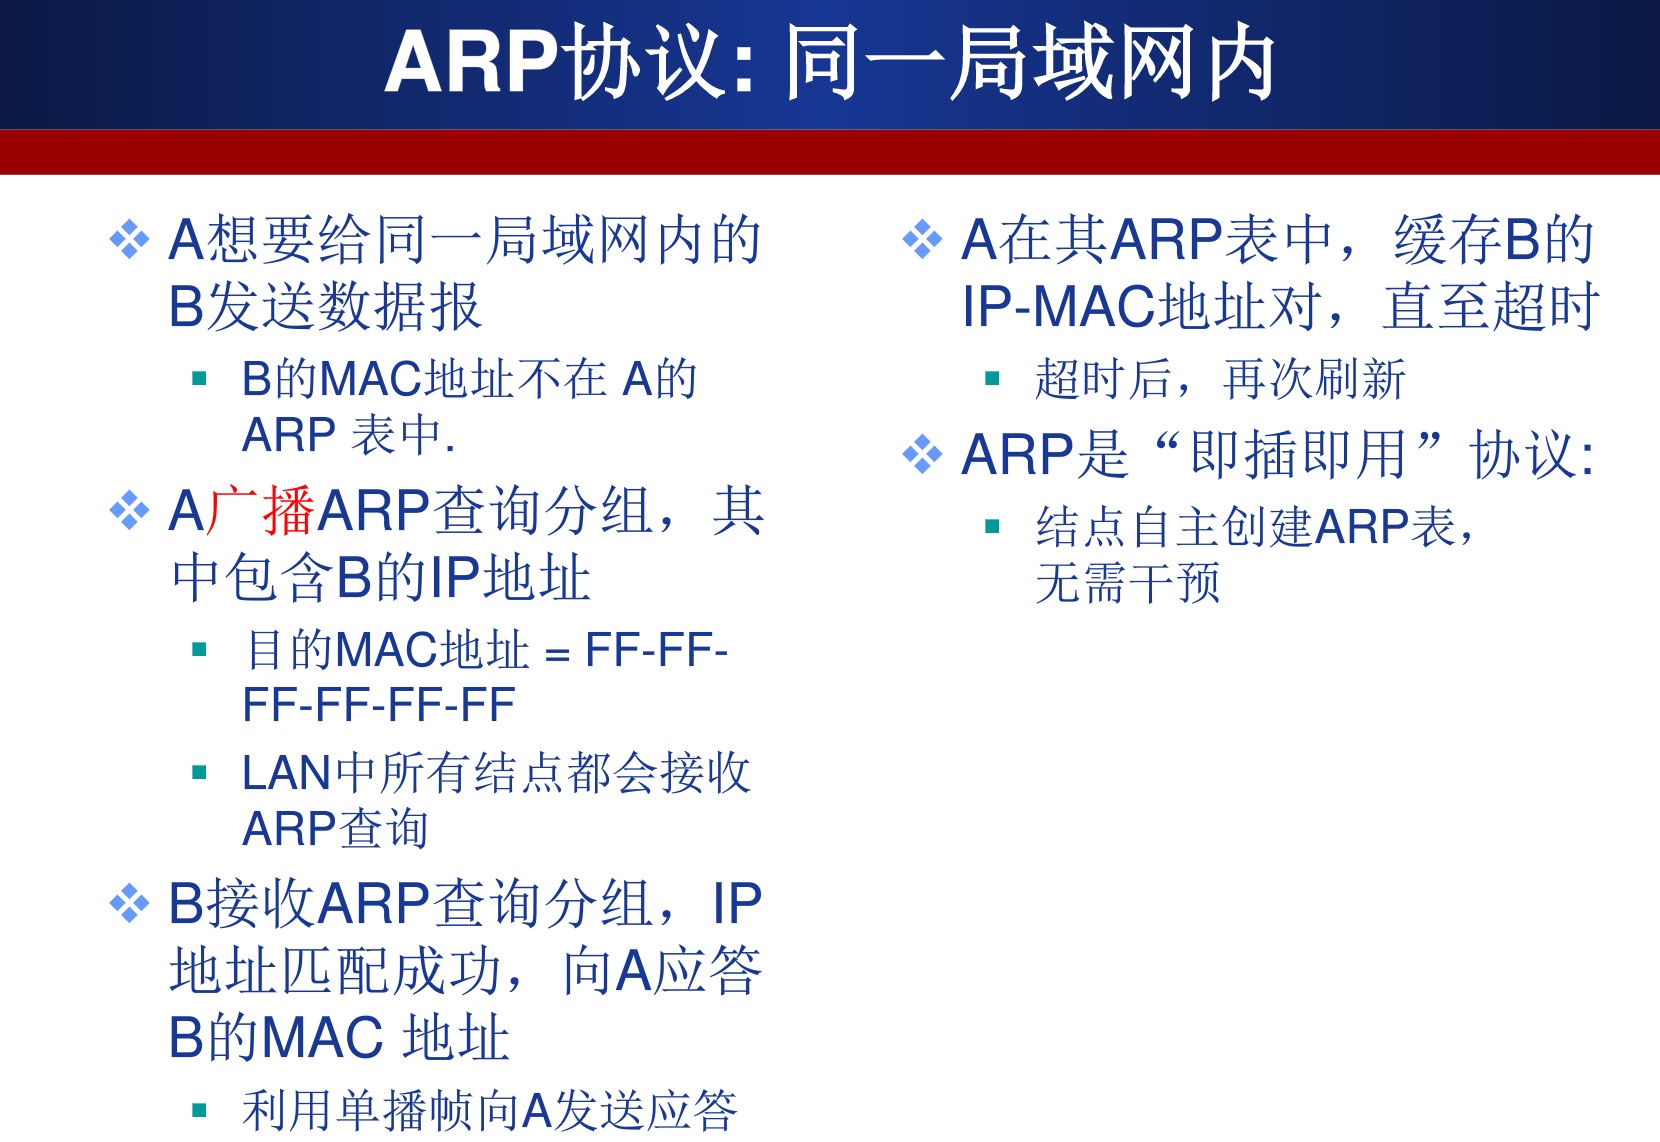 ARP协议: 同一局域网内
A想要给同一局域网内的
B发送数据报
B的MAC地址不在 A的
ARP 表中.
A广播ARP查询分组，其
中包含B的IP地址
目的MAC地址 = FF-FF-
FF-FF-FF-FF
LAN中所有结点都会接收
ARP查询
B接收ARP查询分组，IP
地址匹配成功，向A应答
B的MAC 地址
利用单播帧向A发送应答
A在其ARP表中，缓存B的
IP-MAC地址对，直至超时
超时后，再次刷新
ARP是“即插即用”协议:
结点自主创建ARP表，
无需干预